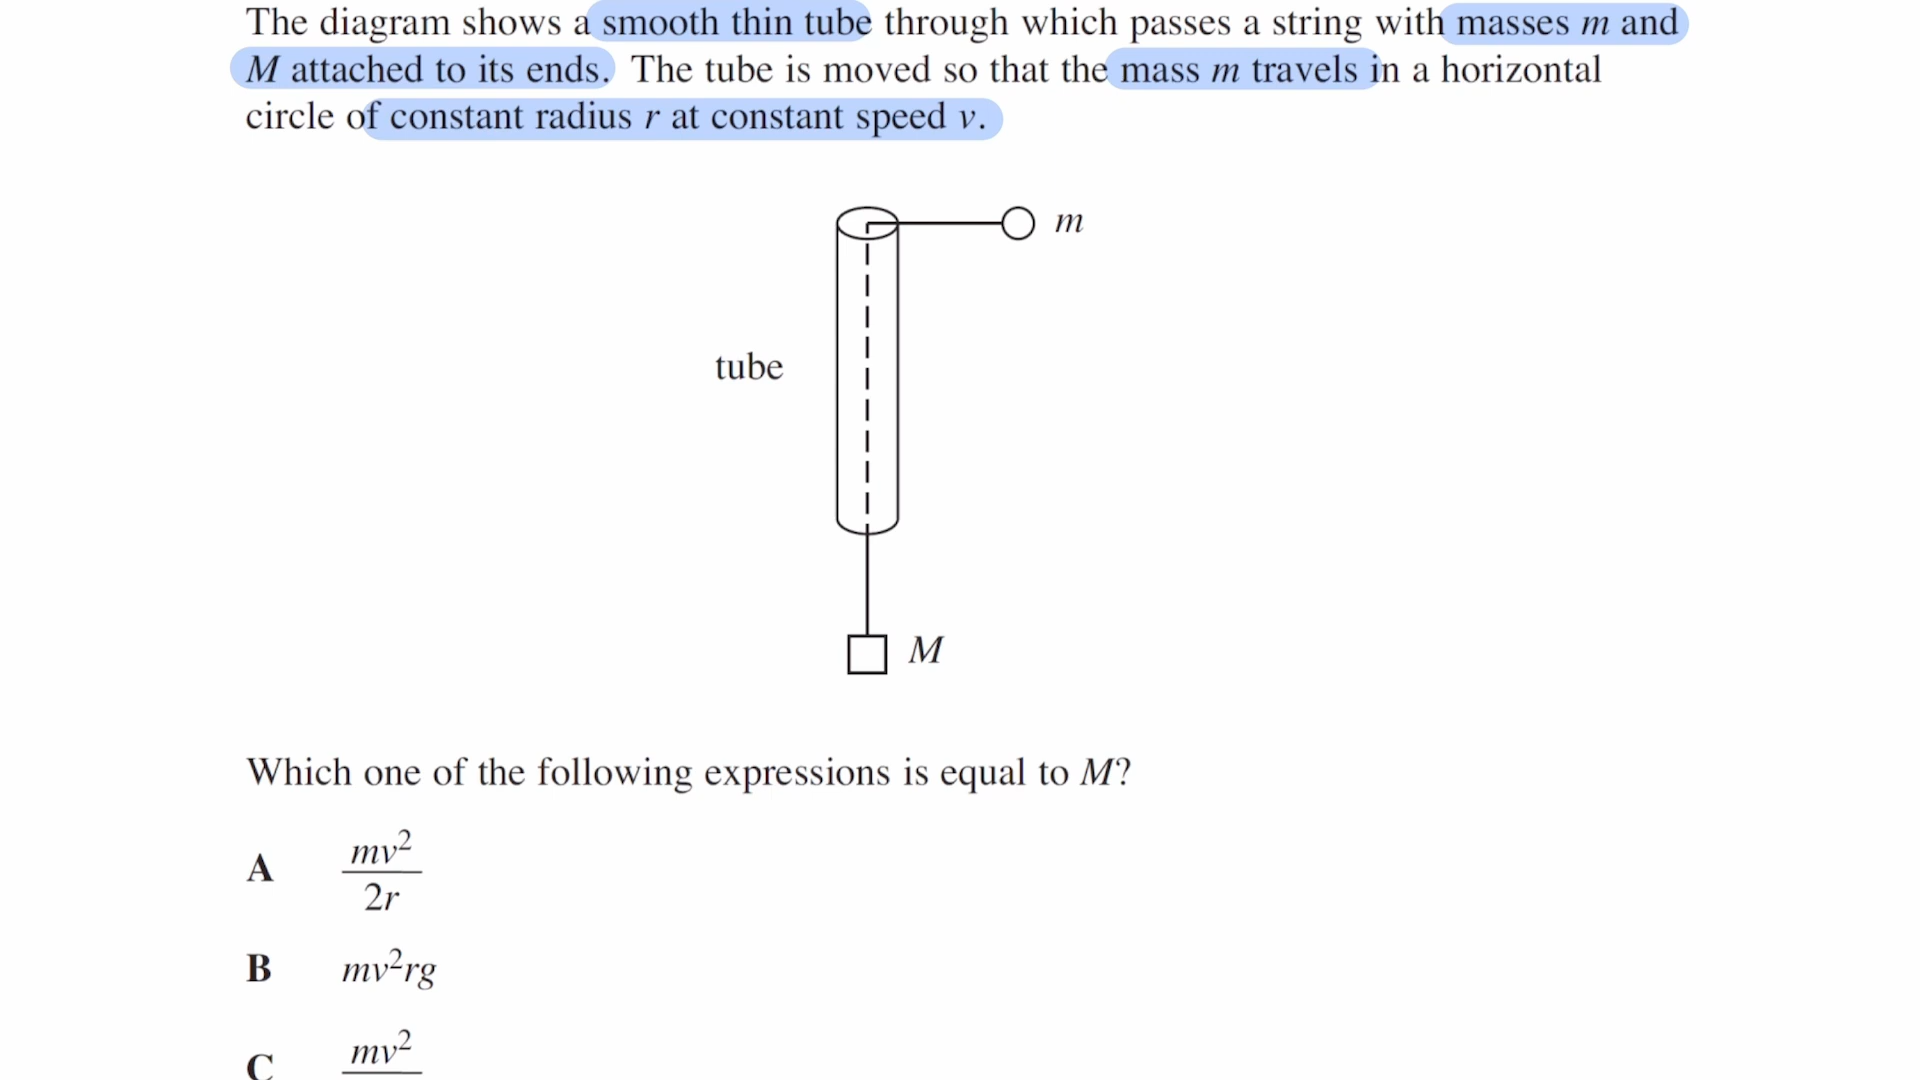 The diagram shows a smooth thin tube through which passes a string with masses m and
M attached to its ends. The tube is moved so that the mass m travels in a horizontal
circle of constant radius r at constant speed v.
m
tube
M
Which one of the following expressions is equal to M?
A mv²/2r
B mv²rg
C mv²